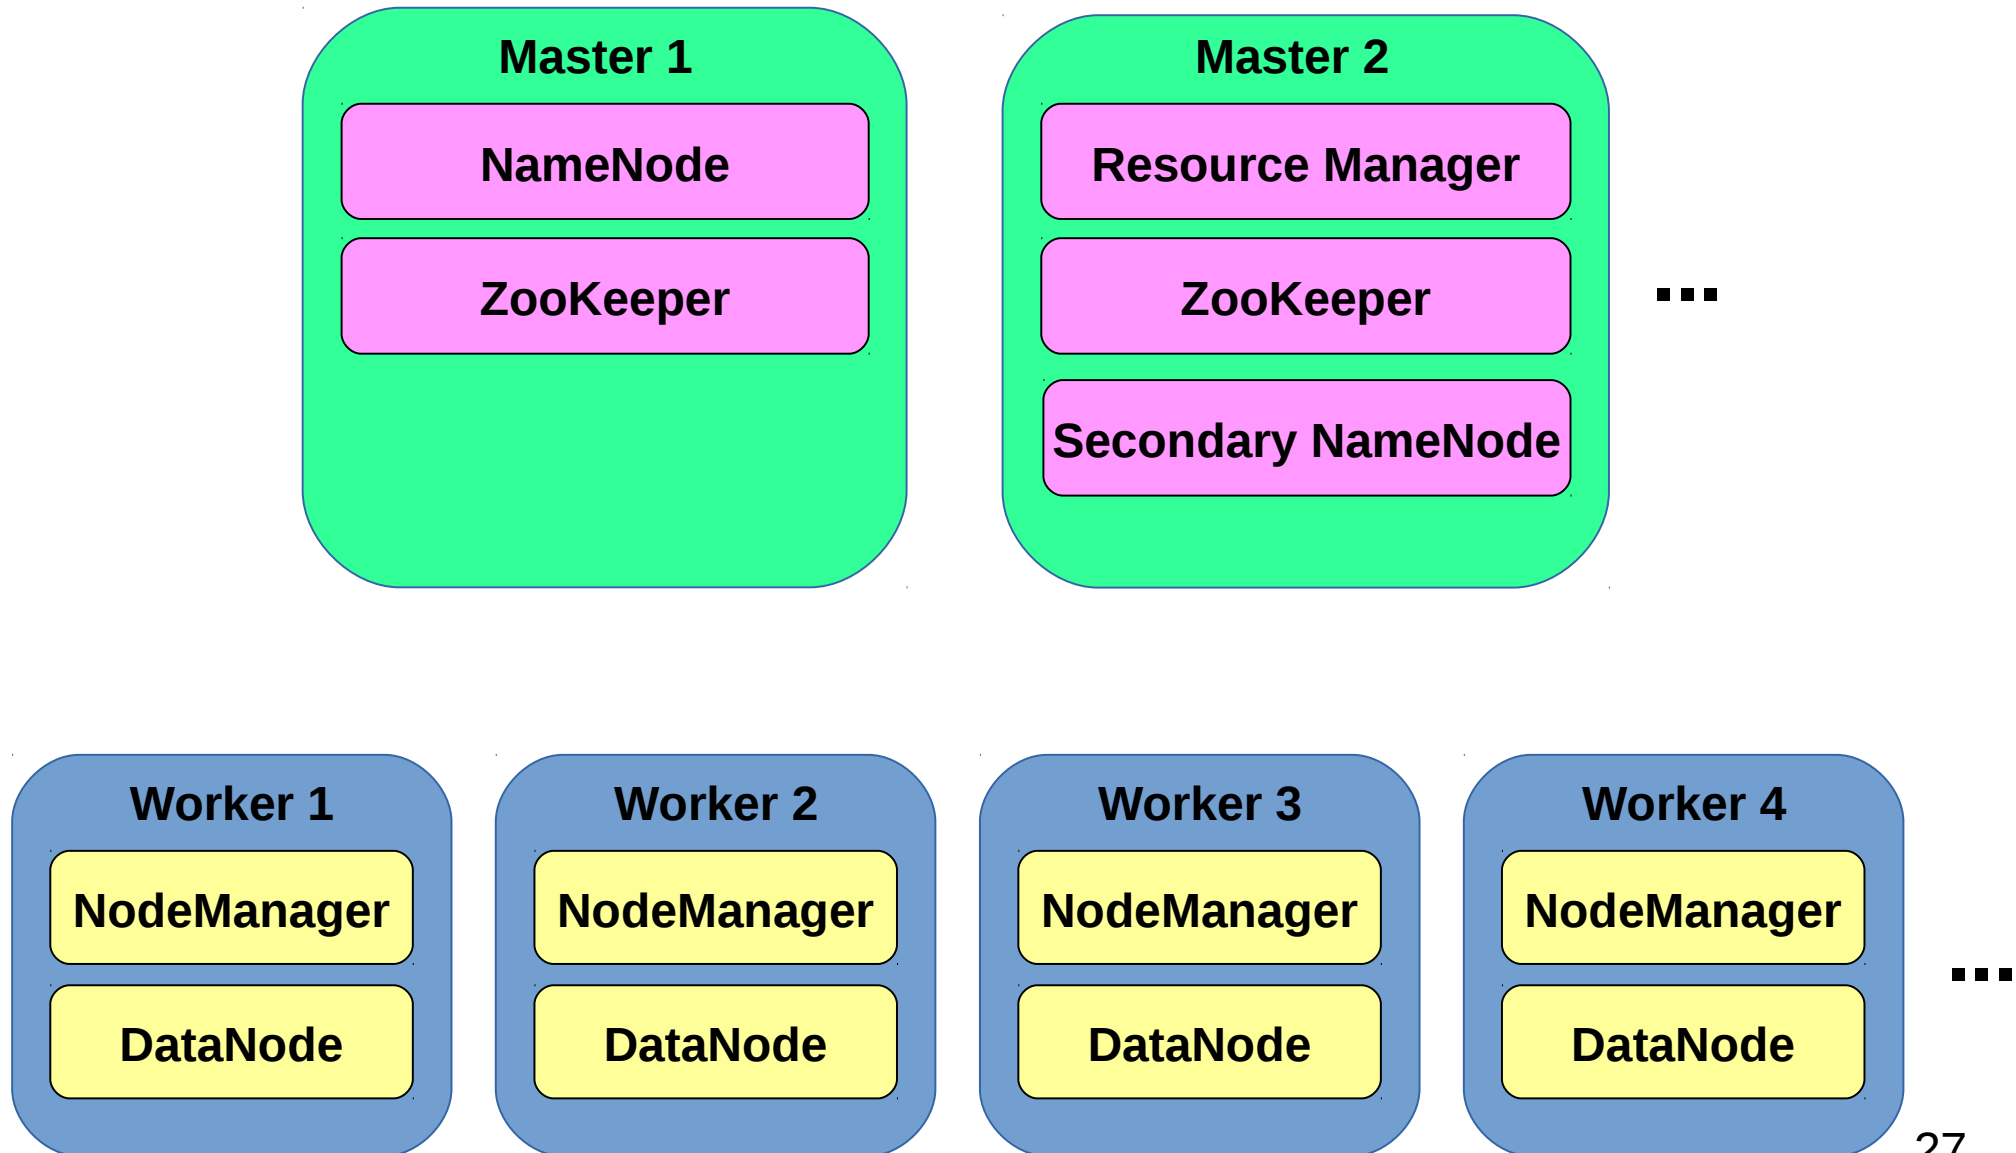 Master 1
NameNode
ZooKeeper
Master 2
Resource Manager
ZooKeeper
Secondary NameNode
...
Worker 1
NodeManager
DataNode
Worker 2
NodeManager
DataNode
Worker 3
NodeManager
DataNode
Worker 4
NodeManager
DataNode
...
27